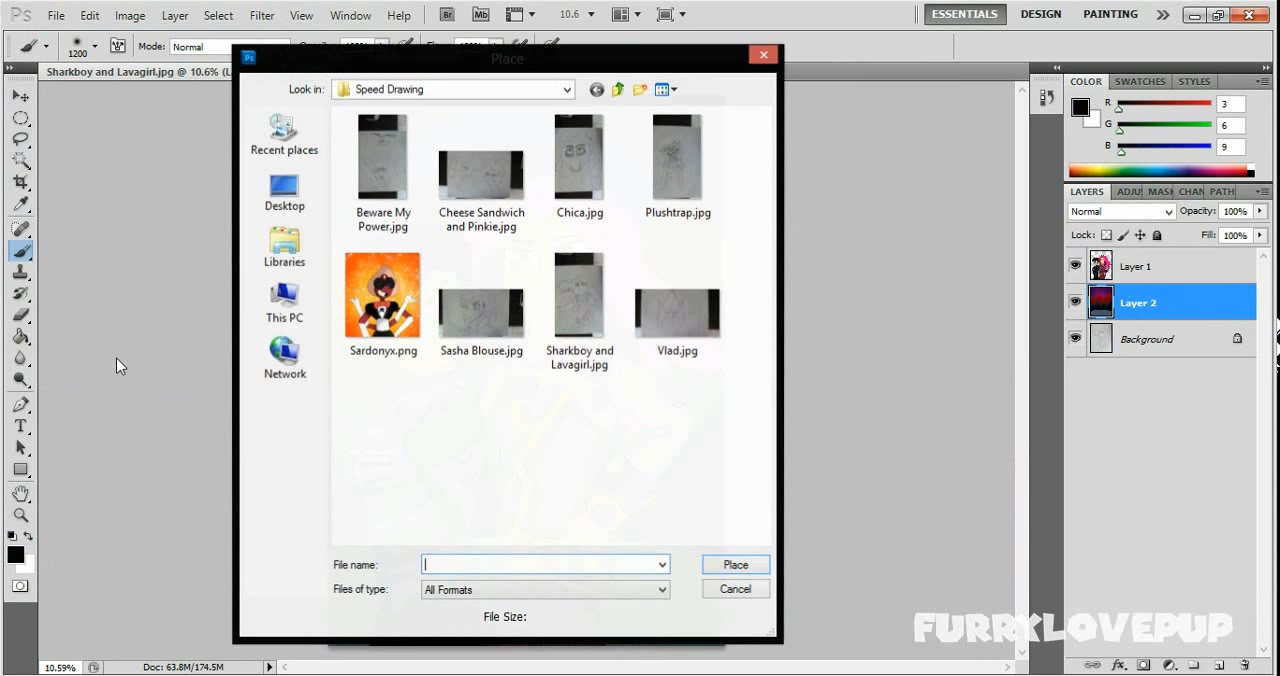 Ps File Edit Image Layer Select Filter View Window Help Br Mb 10.6 ESSENTIALS DESIGN PAINTING
1200 Mode: Normal
Sharkboy and Lavagirl.jpg @ 10.6%
Place
Look in: Speed Drawing
Recent places
Desktop
Libraries
This PC
Network
Beware My
Power.jpg
Cheese Sandwich
and Pinkie.jpg
Chica.jpg
Plushtrap.jpg
Sardonyx.png
Sasha Blouse.jpg
Sharkboy and
Lavagirl.jpg
Vlad.jpg
File name:
Place
Files of type: All Formats
Cancel
File Size:
COLOR SWATCHES STYLES
R 3
G 6
B 9
LAYERS ADJU MASK CHAN PATH
Normal Opacity: 100%
Lock: Fill: 100%
Layer 1
Layer 2
Background
FURRYLOVEPUP
10.59% Doc: 63.8M/174.5M